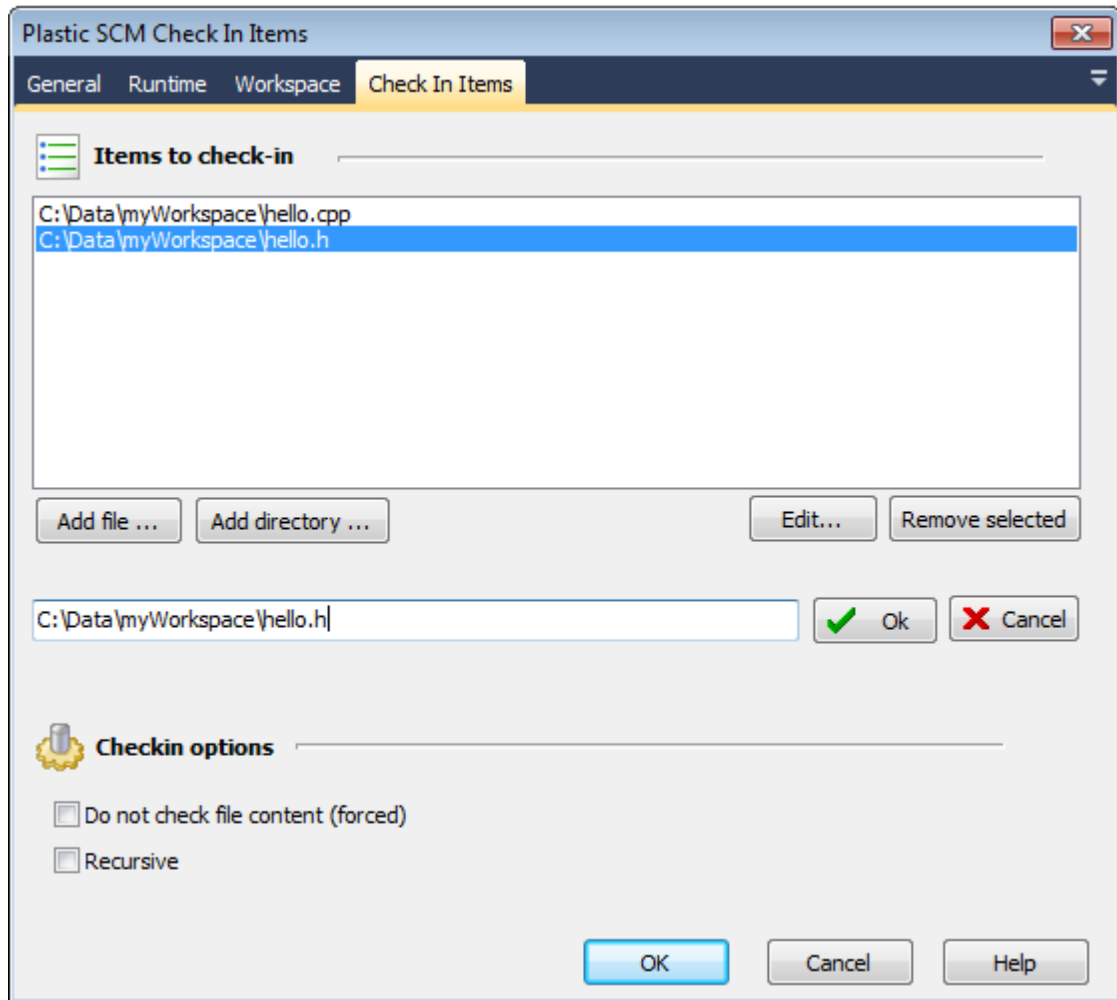 Plastic SCM Check In Items
General Runtime Workspace Check In Items
Items to check-in
C:\Data\myWorkspace\hello.cpp
C:\Data\myWorkspace\hello.h
Add file ... Add directory ... Edit... Remove selected
C:\Data\myWorkspace\hello.h Ok Cancel
Checkin options
Do not check file content (forced)
Recursive
OK Cancel Help